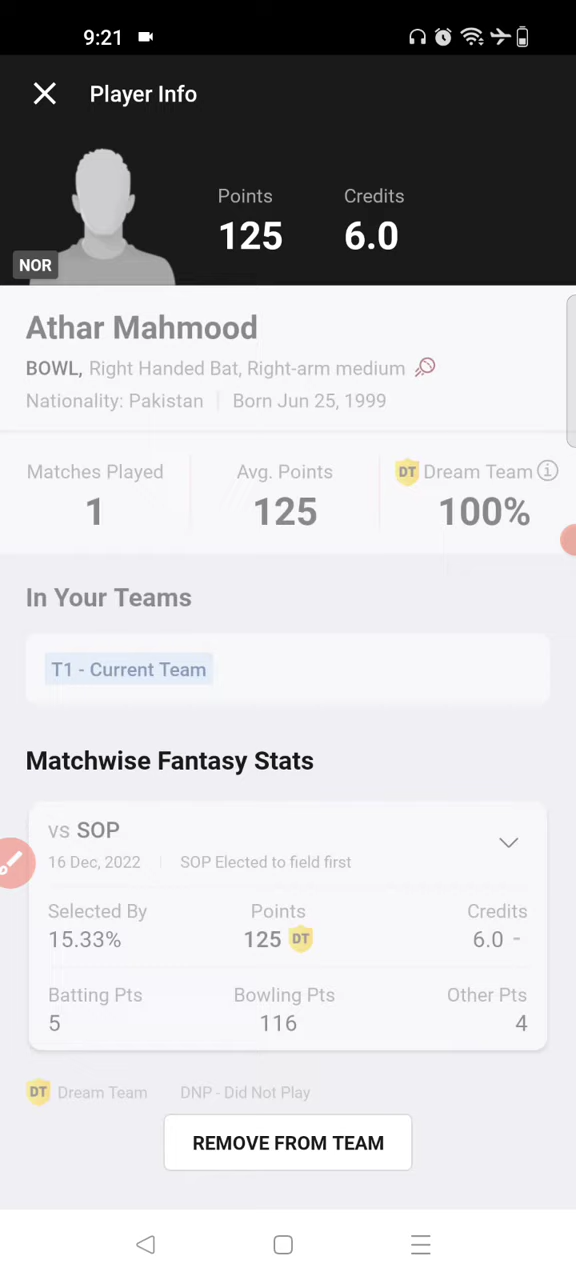 9:21
Player Info
Points Credits
125 6.0
NOR
Athar Mahmood
BOWL, Right Handed Bat, Right-arm medium
Nationality: Pakistan Born Jun 25, 1999
Matches Played Avg. Points DT Dream Team i
1 125 100%
In Your Teams
T1 - Current Team
Matchwise Fantasy Stats
vs SOP
16 Dec, 2022 SOP Elected to field first
Selected By Points Credits
15.33% 125 DT 6.0 -
Batting Pts Bowling Pts Other Pts
5 116 4
DT Dream Team DNP - Did Not Play
REMOVE FROM TEAM